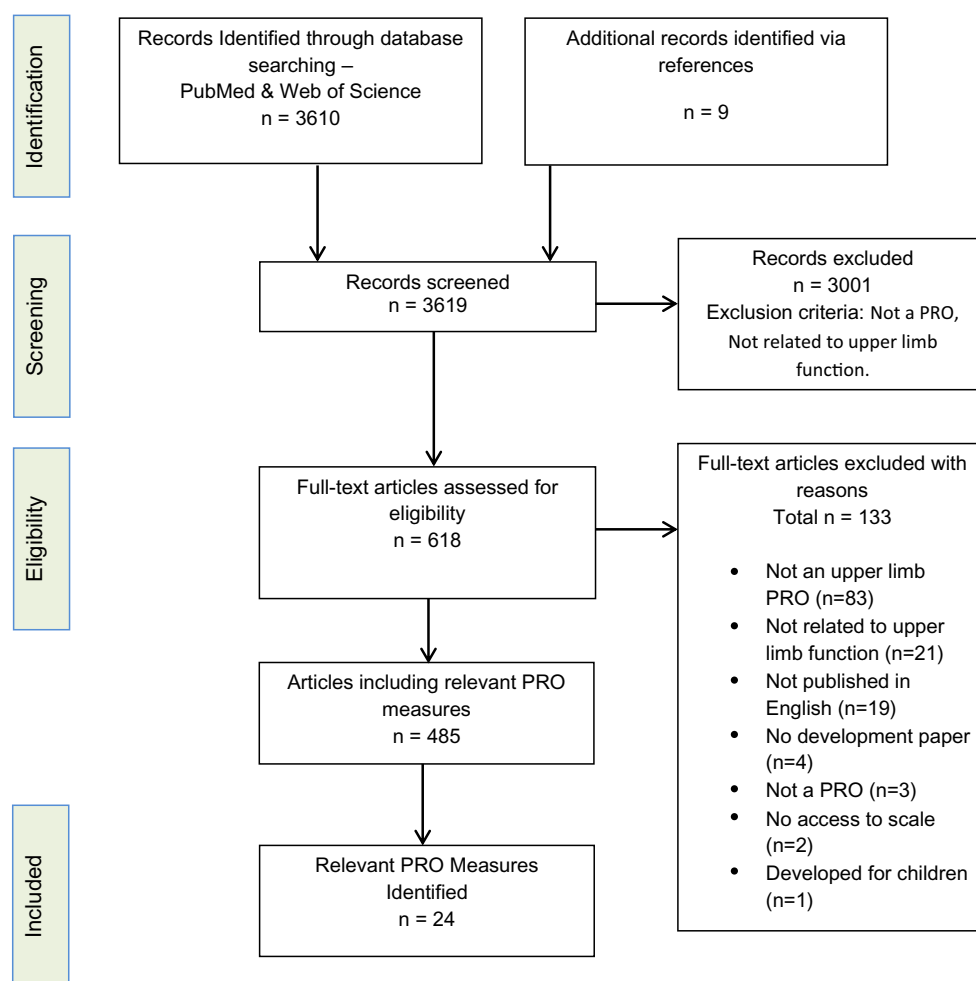 Identification
Records Identified through database
searching –
PubMed & Web of Science
n = 3610
Additional records identified via
references
n = 9
Screening
Records screened
n = 3619
Records excluded
n = 3001
Exclusion criteria: Not a PRO,
Not related to upper limb
function.
Eligibility
Full-text articles assessed for
eligibility
n = 618
Full-text articles excluded with
reasons
Total n = 133
• Not an upper limb
PRO (n=83)
• Not related to upper
limb function (n=21)
• Not published in
English (n=19)
• No development paper
(n=4)
• Not a PRO (n=3)
• No access to scale
(n=2)
• Developed for children
(n=1)
Articles including relevant PRO
measures
n = 485
Included
Relevant PRO Measures
Identified
n = 24